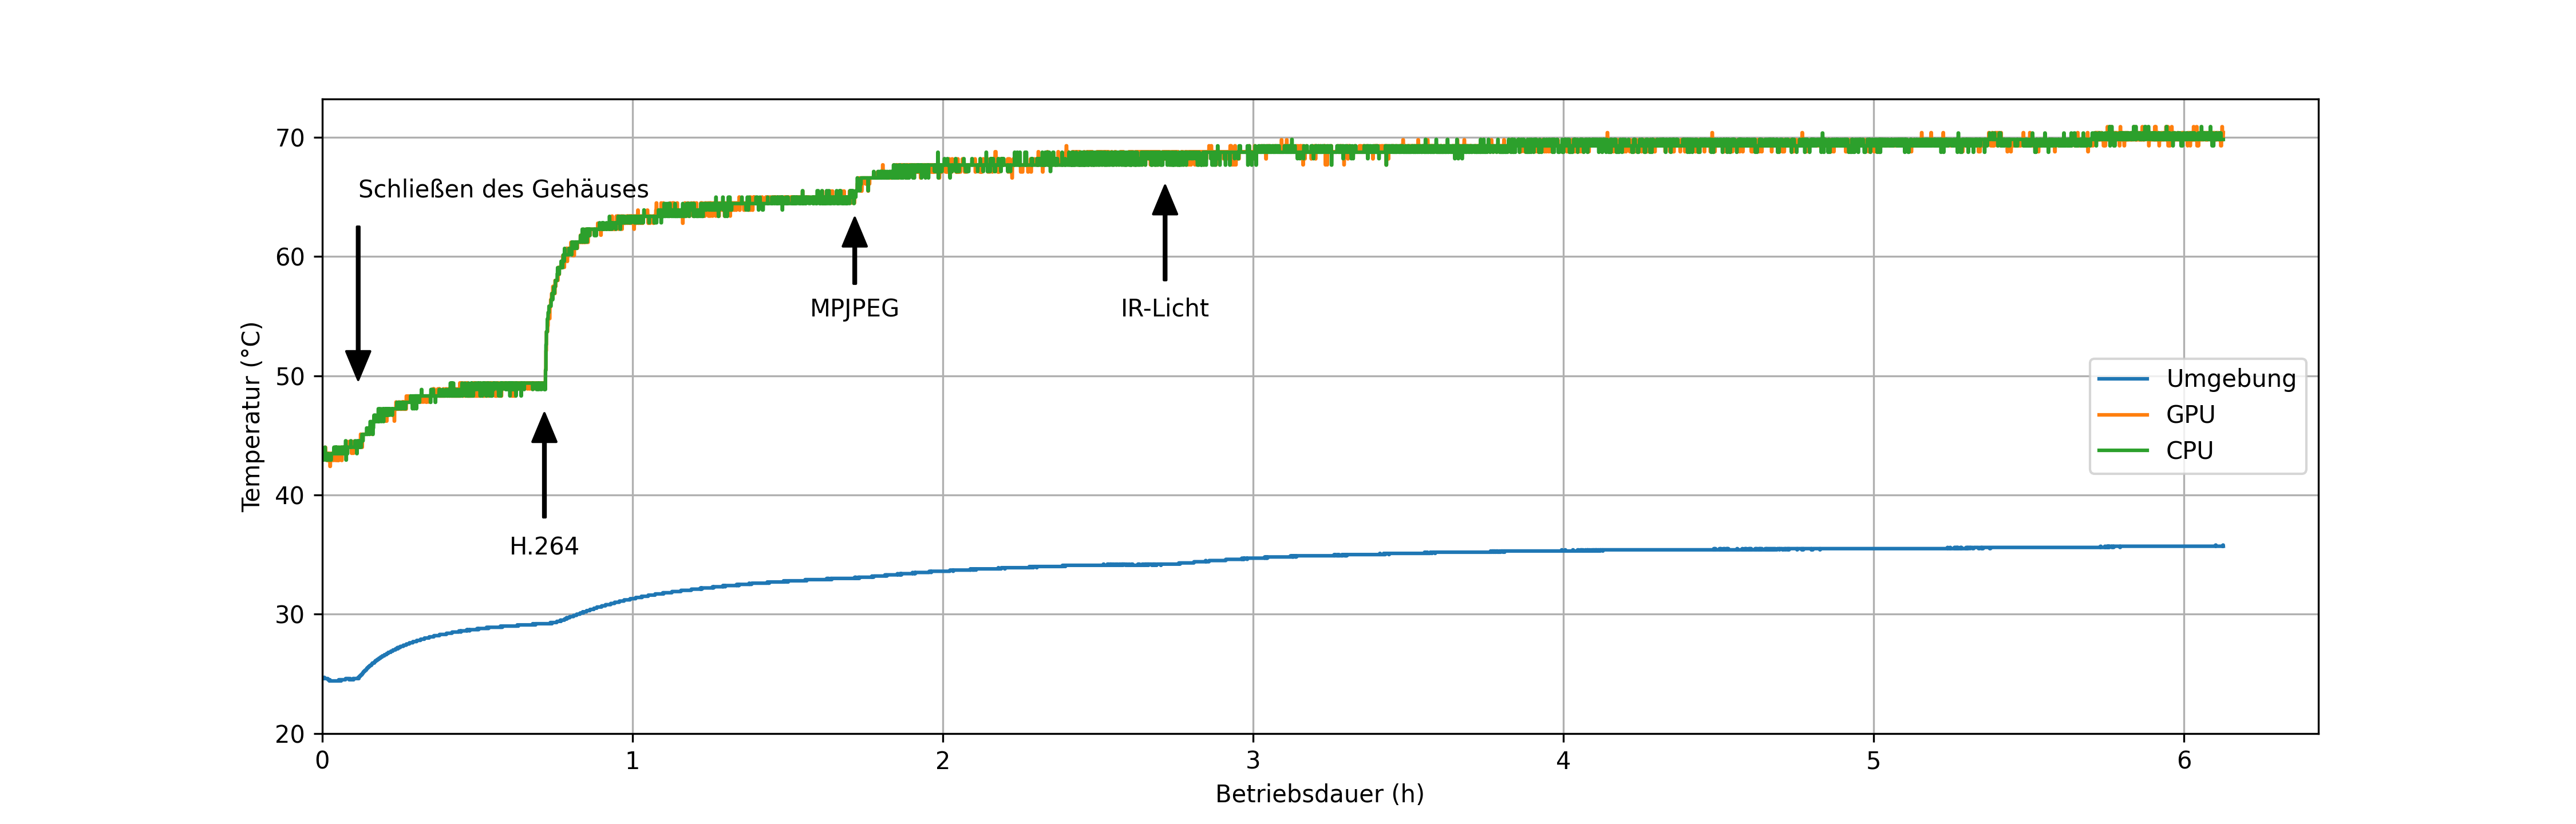 70
60
50
40
30
20
Temperatur (°C)
Schließen des Gehäuses
H.264
MPJPEG
IR-Licht
Umgebung
GPU
CPU
0 1 2 3 4 5 6
Betriebsdauer (h)